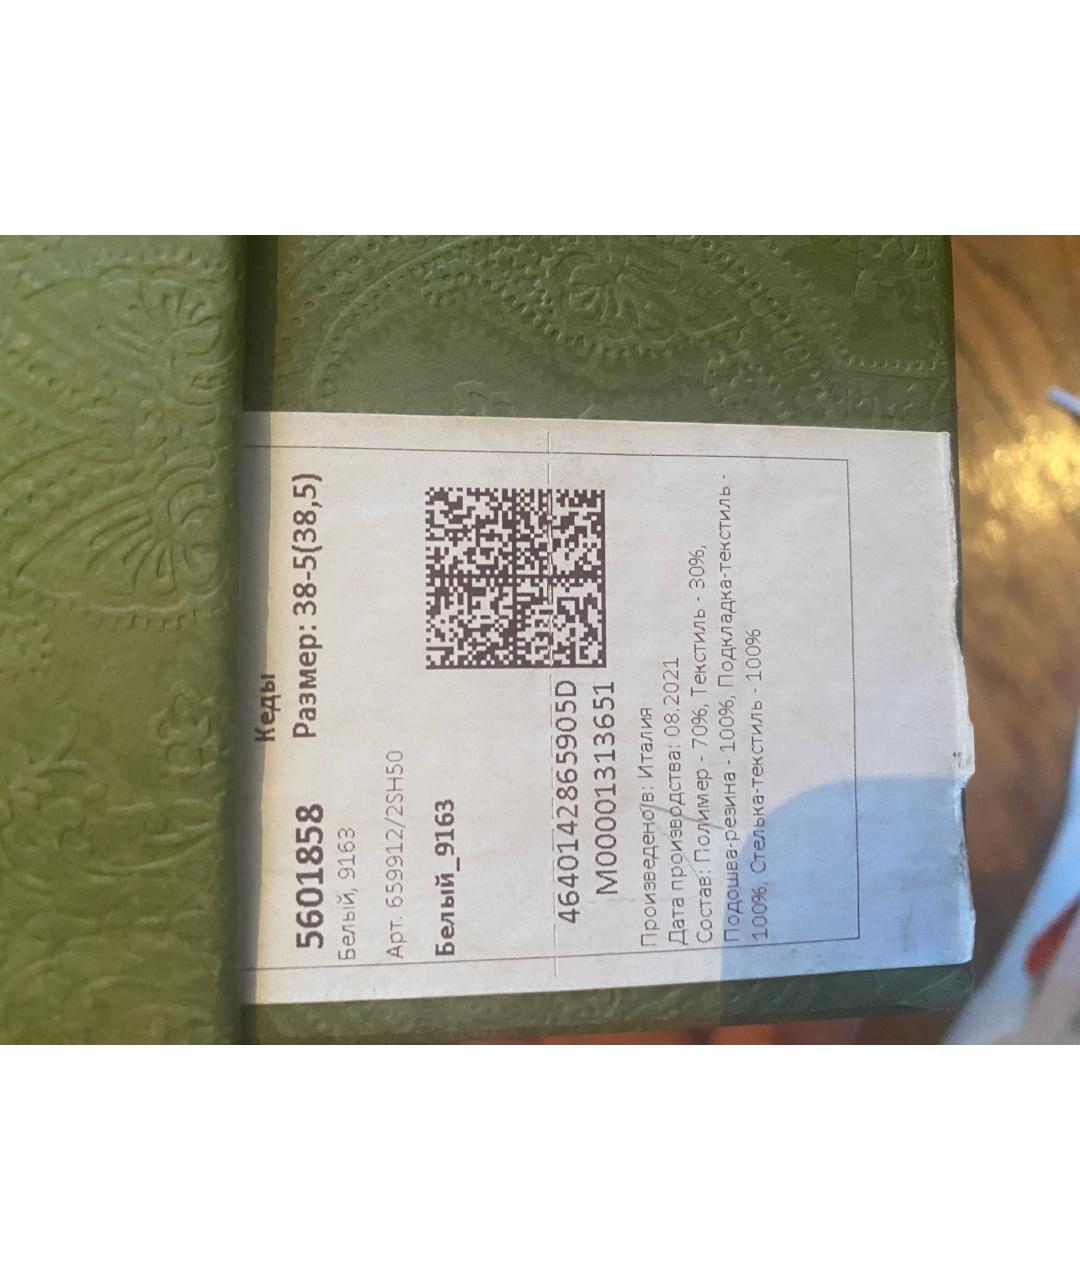 Кеды
5601858 Размер: 38-5(38,5)
Белый, 9163
Арт. 659912/2SH50
Белый_9163
4640142865905D
M00001313651
Произведено в: Италия
Дата производства: 08.2021
Состав: Полимер - 70%, Текстиль - 30%,
Подошва-резина - 100%, Подкладка-текстиль -
100%, Стелька-текстиль - 100%